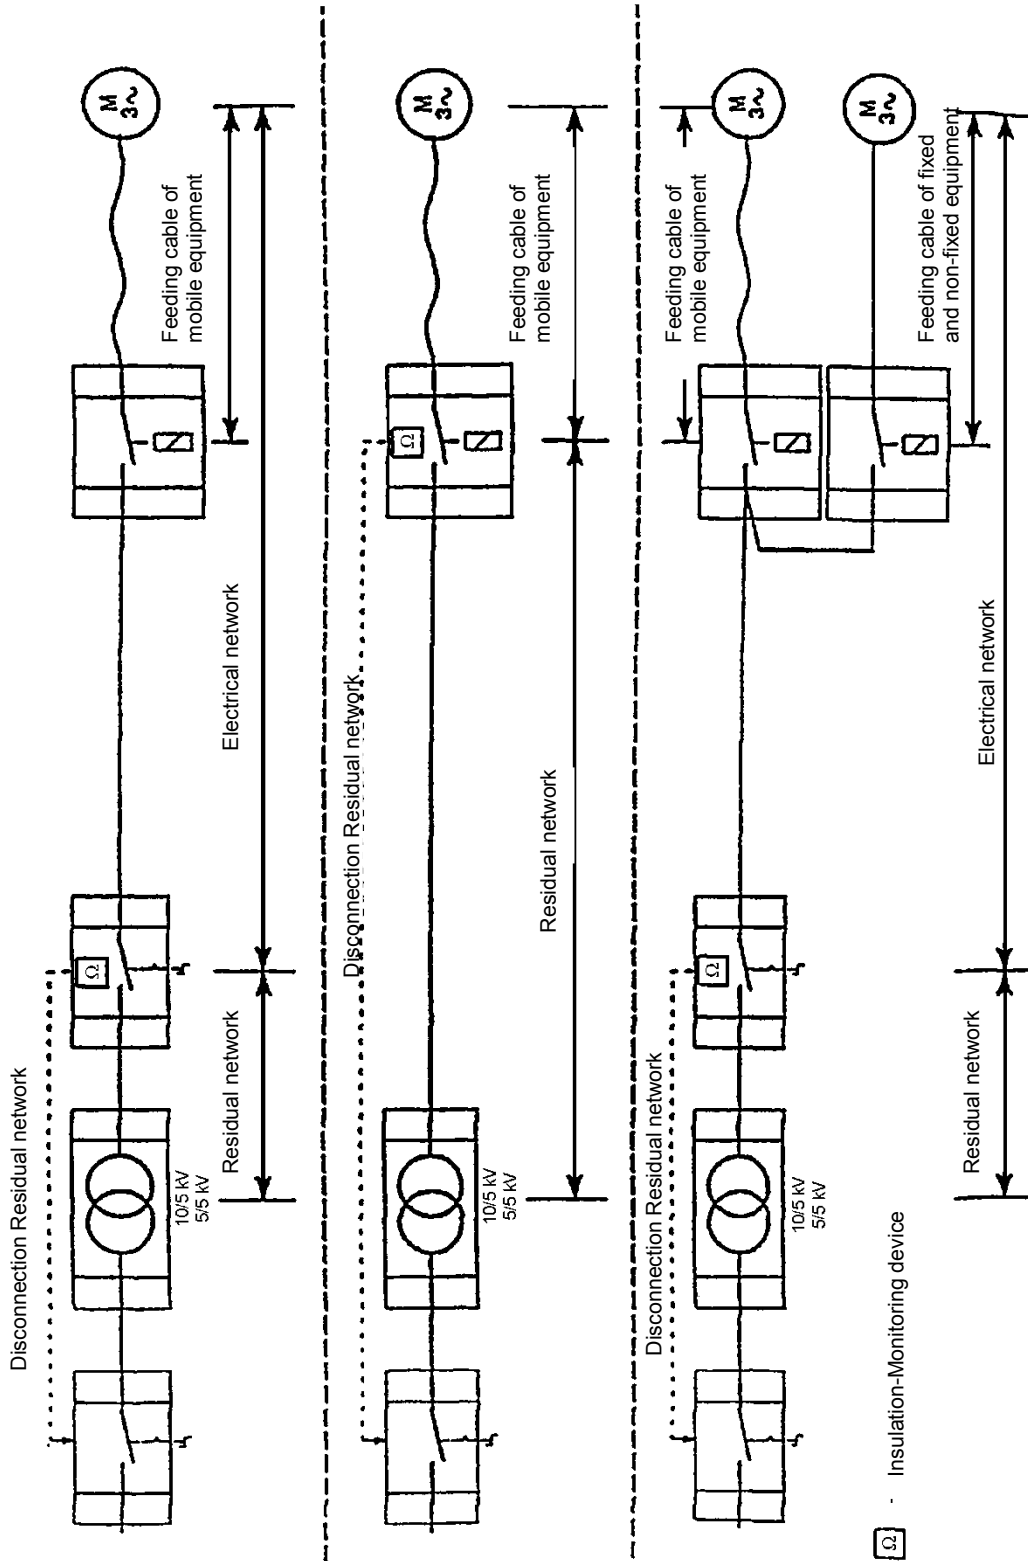 Disconnection Residual network
Residual network
Electrical network
Feeding cable of
mobile equipment
10/5 kV
5/5 kV
Ω
M
3~
Disconnection Residual network
Residual network
Feeding cable of
mobile equipment
10/5 kV
5/5 kV
Ω
M
3~
Disconnection Residual network
Residual network
Electrical network
Feeding cable of
mobile equipment
Feeding cable of fixed
and non-fixed equipment
10/5 kV
5/5 kV
Ω
M
3~
M
3~
Ω - Insulation-Monitoring device